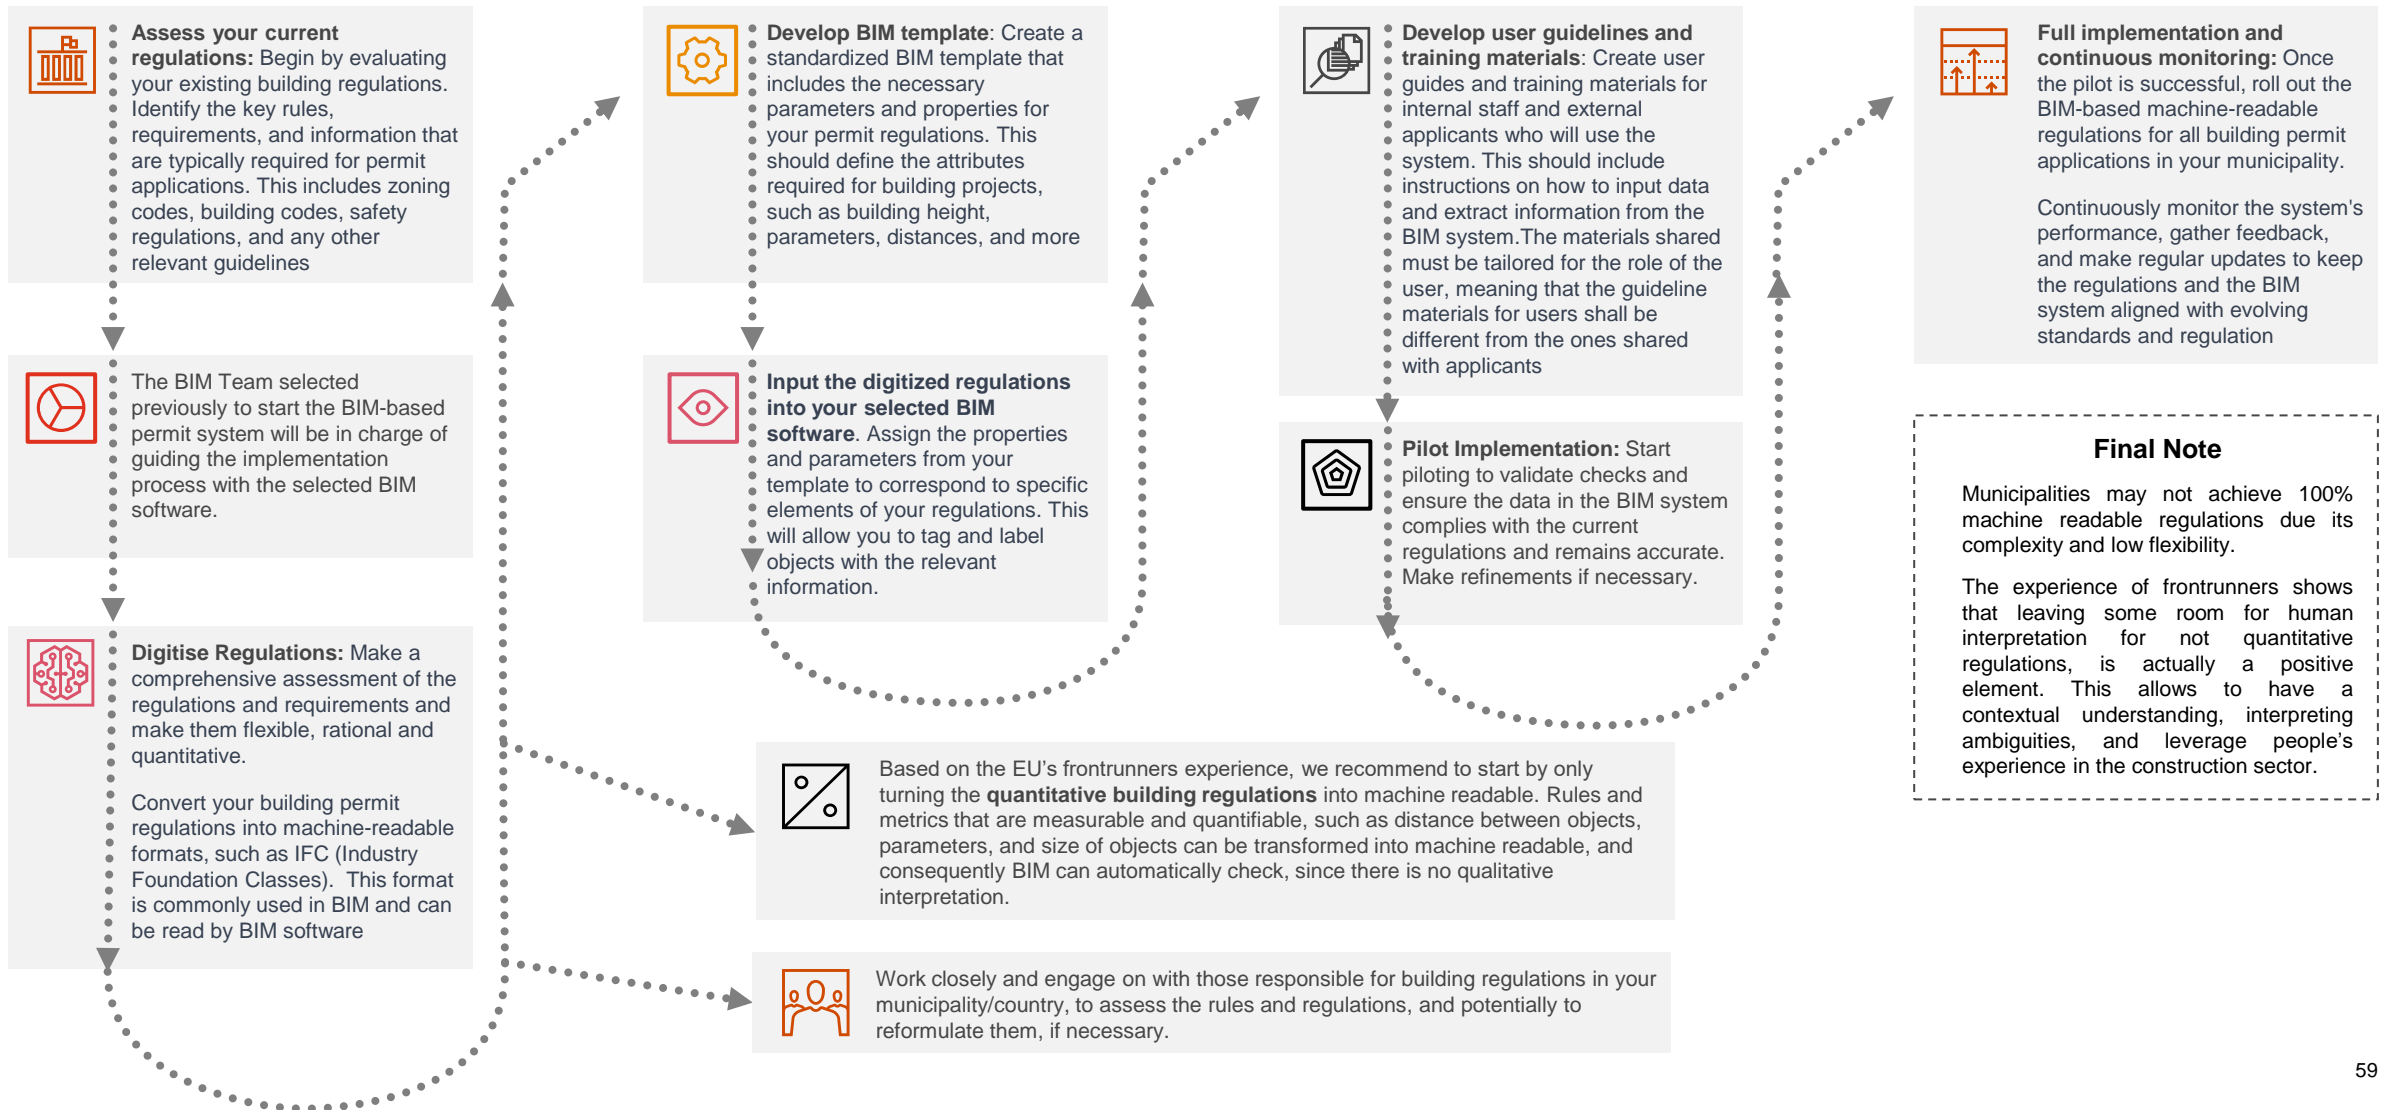 Assess your current
regulations: Begin by evaluating
your existing building regulations.
Identify the key rules,
requirements, and information that
are typically required for permit
applications. This includes zoning
codes, building codes, safety
regulations, and any other
relevant guidelines
The BIM Team selected
previously to start the BIM-based
permit system will be in charge of
guiding the implementation
process with the selected BIM
software.
Digitise Regulations: Make a
comprehensive assessment of the
regulations and requirements and
make them flexible, rational and
quantitative.
Convert your building permit
regulations into machine-readable
formats, such as IFC (Industry
Foundation Classes). This format
is commonly used in BIM and can
be read by BIM software
Develop BIM template: Create a
standardized BIM template that
includes the necessary
parameters and properties for
your permit regulations. This
should define the attributes
required for building projects,
such as building height,
parameters, distances, and more
Input the digitized regulations
into your selected BIM
software. Assign the properties
and parameters from your
template to correspond to specific
elements of your regulations. This
will allow you to tag and label
objects with the relevant
information.
Based on the EU's frontrunners experience, we recommend to start by only
turning the quantitative building regulations into machine readable. Rules and
metrics that are measurable and quantifiable, such as distance between objects,
parameters, and size of objects can be transformed into machine readable, and
consequently BIM can automatically check, since there is no qualitative
interpretation.
Work closely and engage on with those responsible for building regulations in your
municipality/country, to assess the rules and regulations, and potentially to
reformulate them, if necessary.
Develop user guidelines and
training materials: Create user
guides and training materials for
internal staff and external
applicants who will use the
system. This should include
instructions on how to input data
and extract information from the
BIM system.The materials shared
must be tailored for the role of the
user, meaning that the guideline
materials for users shall be
different from the ones shared
with applicants
Pilot Implementation: Start
piloting to validate checks and
ensure the data in the BIM system
complies with the current
regulations and remains accurate.
Make refinements if necessary.
Full implementation and
continuous monitoring: Once
the pilot is successful, roll out the
BIM-based machine-readable
regulations for all building permit
applications in your municipality.
Continuously monitor the system's
performance, gather feedback,
and make regular updates to keep
the regulations and the BIM
system aligned with evolving
standards and regulation
Final Note
Municipalities may not achieve 100%
machine readable regulations due its
complexity and low flexibility.
The experience of frontrunners shows
that leaving some room for human
interpretation for not quantitative
regulations, is actually a positive
element. This allows to have a
contextual understanding, interpreting
ambiguities, and leverage people's
experience in the construction sector.
59